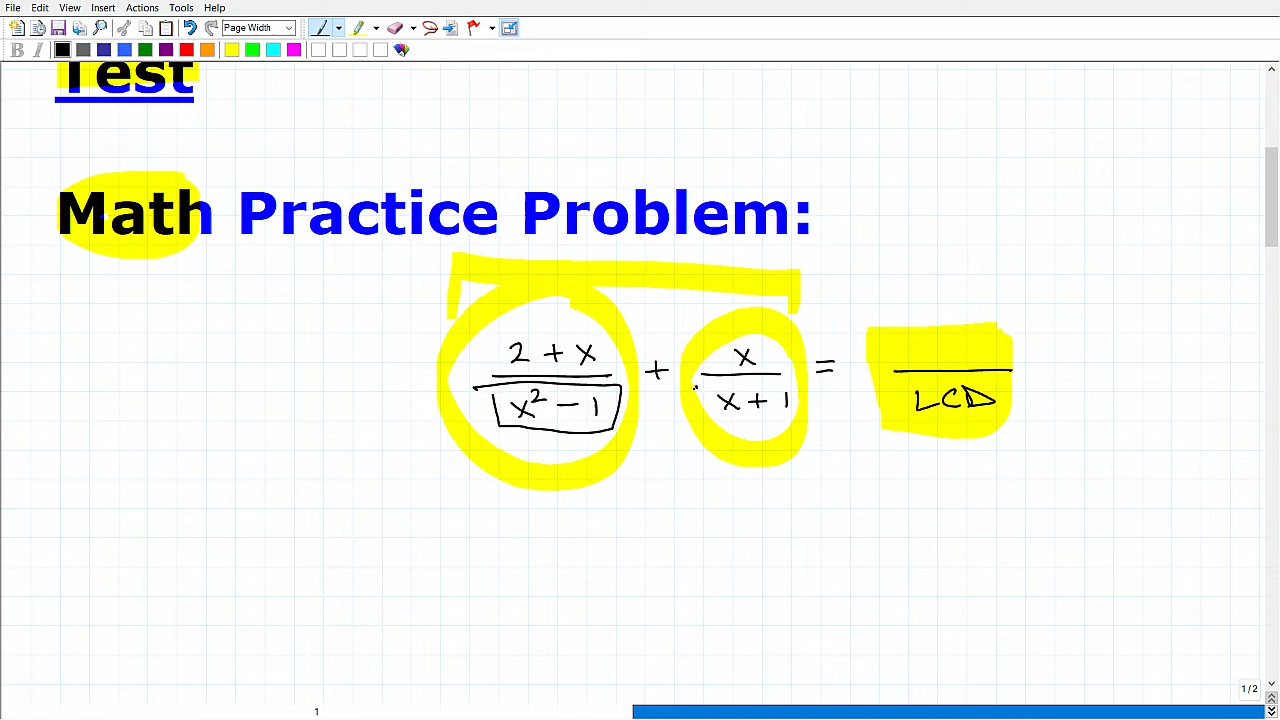 File Edit View Insert Actions Tools Help
Page Width
B I
Test
Math Practice Problem:
2 + x / x² - 1 + x / x + 1 = / LCD
1/2
1